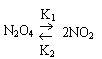 K₁
N₂O₄ ⇄ 2NO₂
K₂